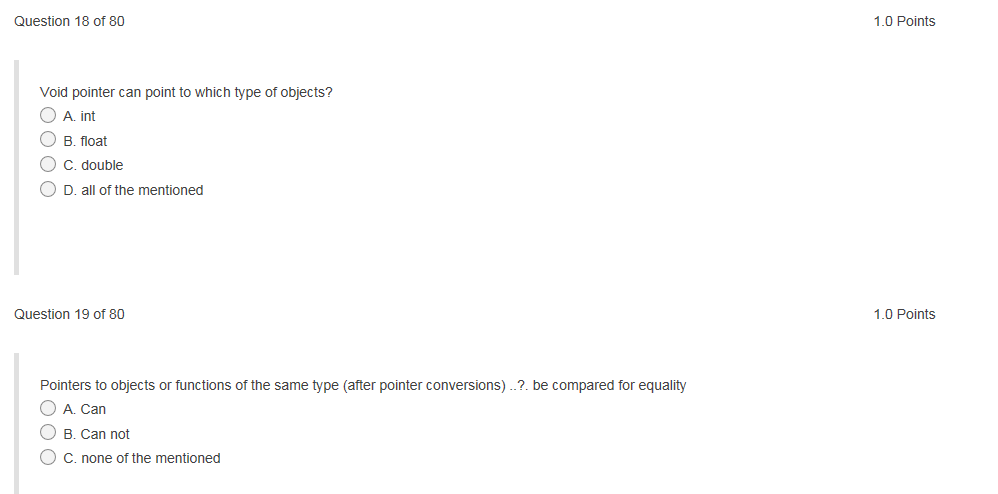 Question 18 of 80 1.0 Points
Void pointer can point to which type of objects?
A. int
B. float
C. double
D. all of the mentioned
Question 19 of 80 1.0 Points
Pointers to objects or functions of the same type (after pointer conversions) ..?. be compared for equality
A. Can
B. Can not
C. none of the mentioned